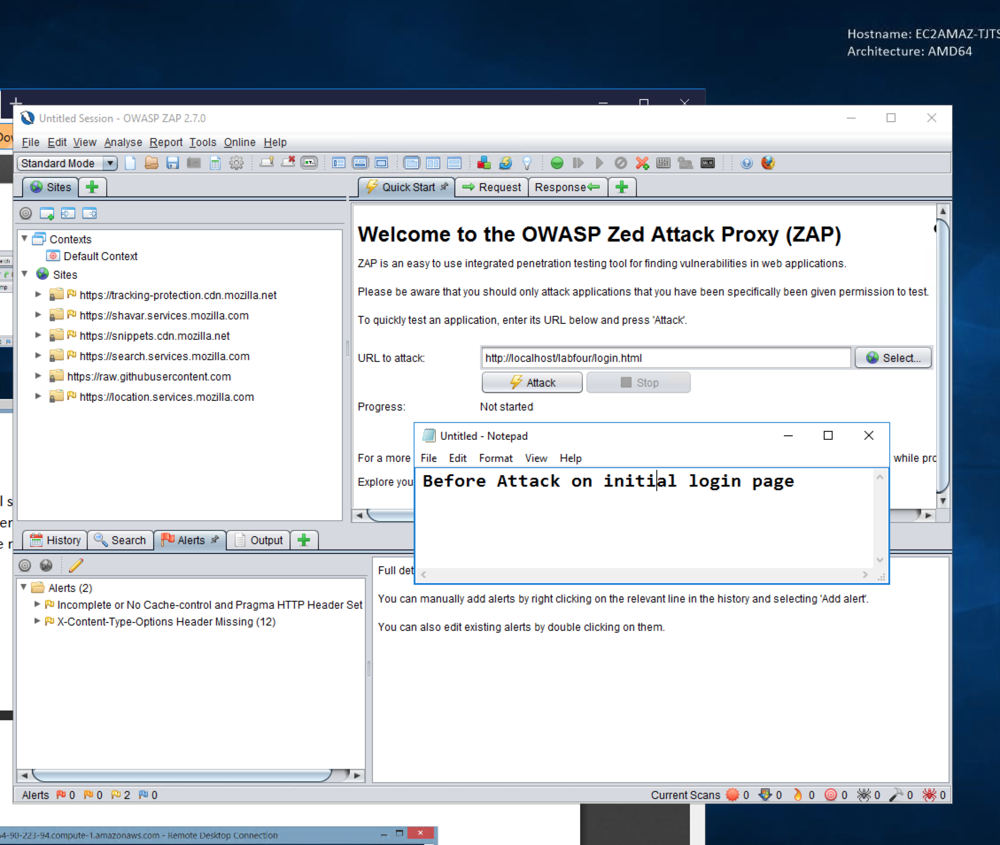 Hostname: EC2AMAZ-TJTS
Architecture: AMD64
Untitled Session - OWASP ZAP 2.7.0
File Edit View Analyse Report Tools Online Help
Standard Mode
Sites
Quick Start
Request
Response
Contexts
Default Context
Sites
https://tracking-protection.cdn.mozilla.net
https://shavar.services.mozilla.com
https://snippets.cdn.mozilla.net
https://search.services.mozilla.com
https://raw.githubusercontent.com
https://location.services.mozilla.com
Welcome to the OWASP Zed Attack Proxy (ZAP)
ZAP is an easy to use integrated penetration testing tool for finding vulnerabilities in web applications.
Please be aware that you should only attack applications that you have been specifically been given permission to test.
To quickly test an application, enter its URL below and press 'Attack'.
URL to attack:
http://localhost/labfour/login.html
Select...
Attack
Stop
Progress:
Not started
For a more
while pro
Explore you
Untitled - Notepad
File Edit Format View Help
Before Attack on initial login page
History
Search
Alerts
Output
Alerts (2)
Incomplete or No Cache-control and Pragma HTTP Header Set
X-Content-Type-Options Header Missing (12)
Full det
You can manually add alerts by right clicking on the relevant line in the history and selecting 'Add alert'.
You can also edit existing alerts by double clicking on them.
Alerts 0 0 2 0
Current Scans 0 0 0 0 0 0 0
4-90-223-94.compute-1.amazonaws.com - Remote Desktop Connection